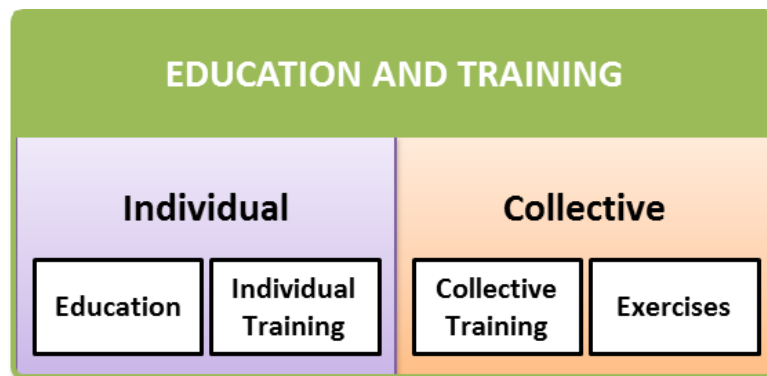 EDUCATION AND TRAINING
Individual
Collective
Education
Individual
Training
Collective
Training
Exercises